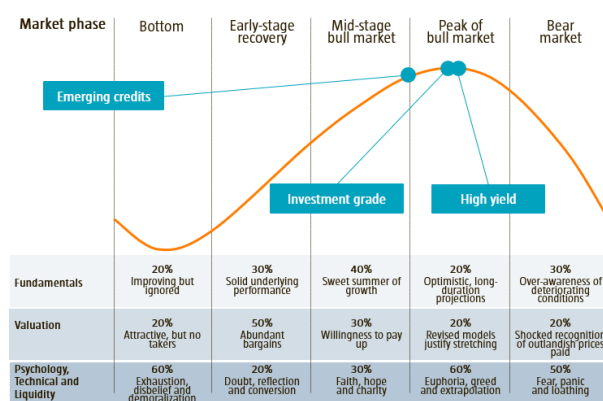 Market phase
Bottom
Early-stage
recovery
Mid-stage
bull market
Peak of
bull market
Bear
market
Emerging credits
Investment grade
High yield
Fundamentals
20%
Improving but
ignored
30%
Solid underlying
performance
40%
Sweet summer of
growth
20%
Optimistic, long-
duration
projections
30%
Over-awareness of
deteriorating
conditions
Valuation
20%
Attractive, but no
takers
50%
Abundant
bargains
30%
Willingness to pay
up
20%
Revised models
justify stretching
20%
Shocked recognition
of outlandish prices
paid
Psychology,
Technical and
Liquidity
60%
Exhaustion,
disbelief and
demoralization
20%
Doubt, reflection
and conversion
30%
Faith, hope
and charity
60%
Euphoria, greed
and extrapolation
50%
Fear, panic
and loathing